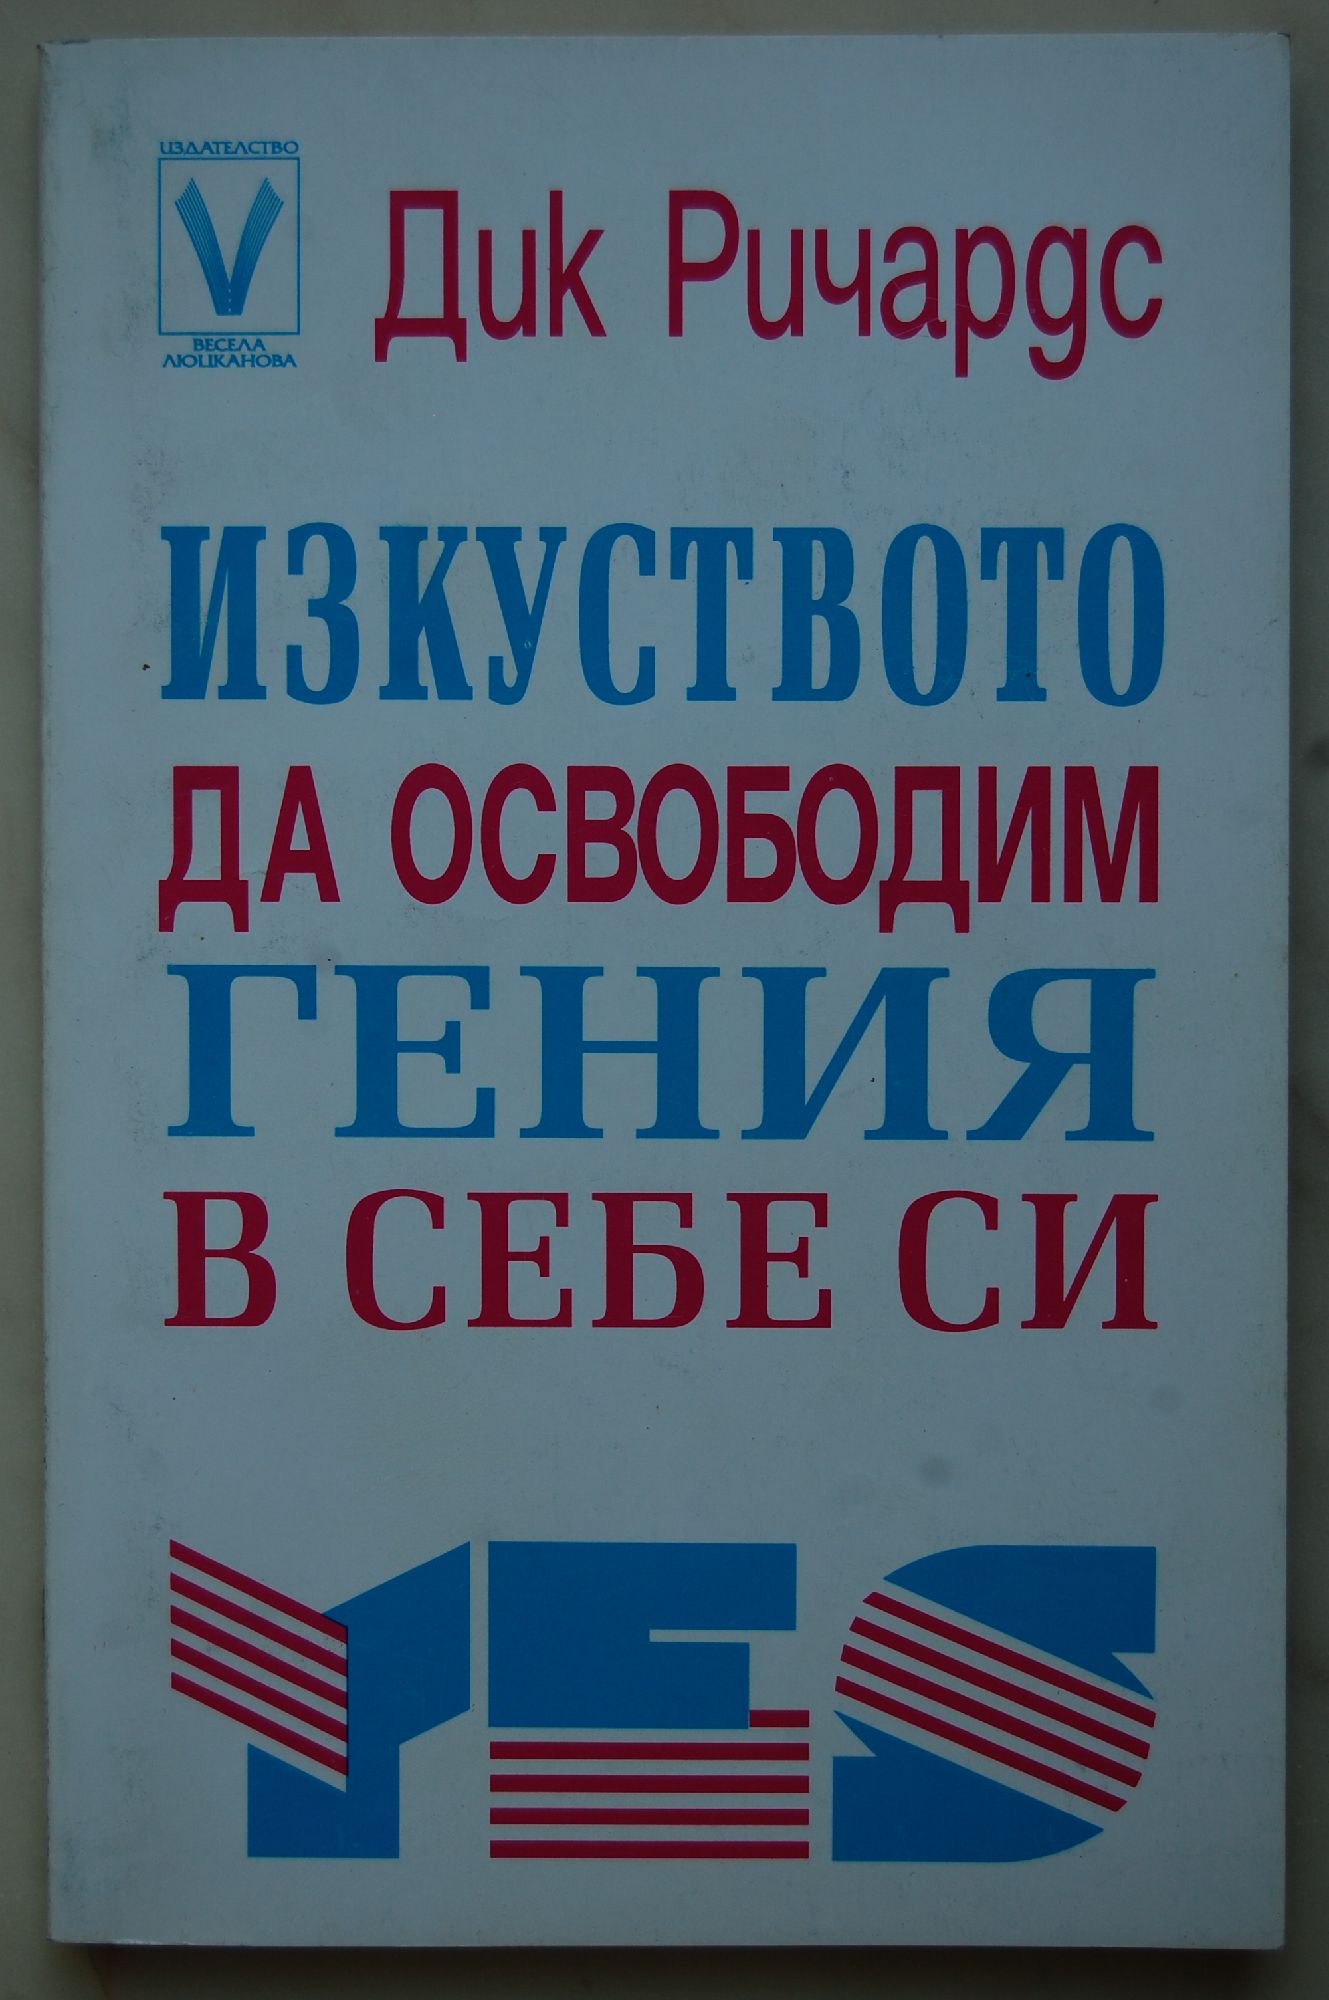 ИЗДАТЕЛСТВО
ВЕСЕЛА
ЛЮЦКАНОВА
Дик Ричардс
ИЗКУСТВОТО
ДА ОСВОБОДИМ
ГЕНИЯ
В СЕБЕ СИ
YES